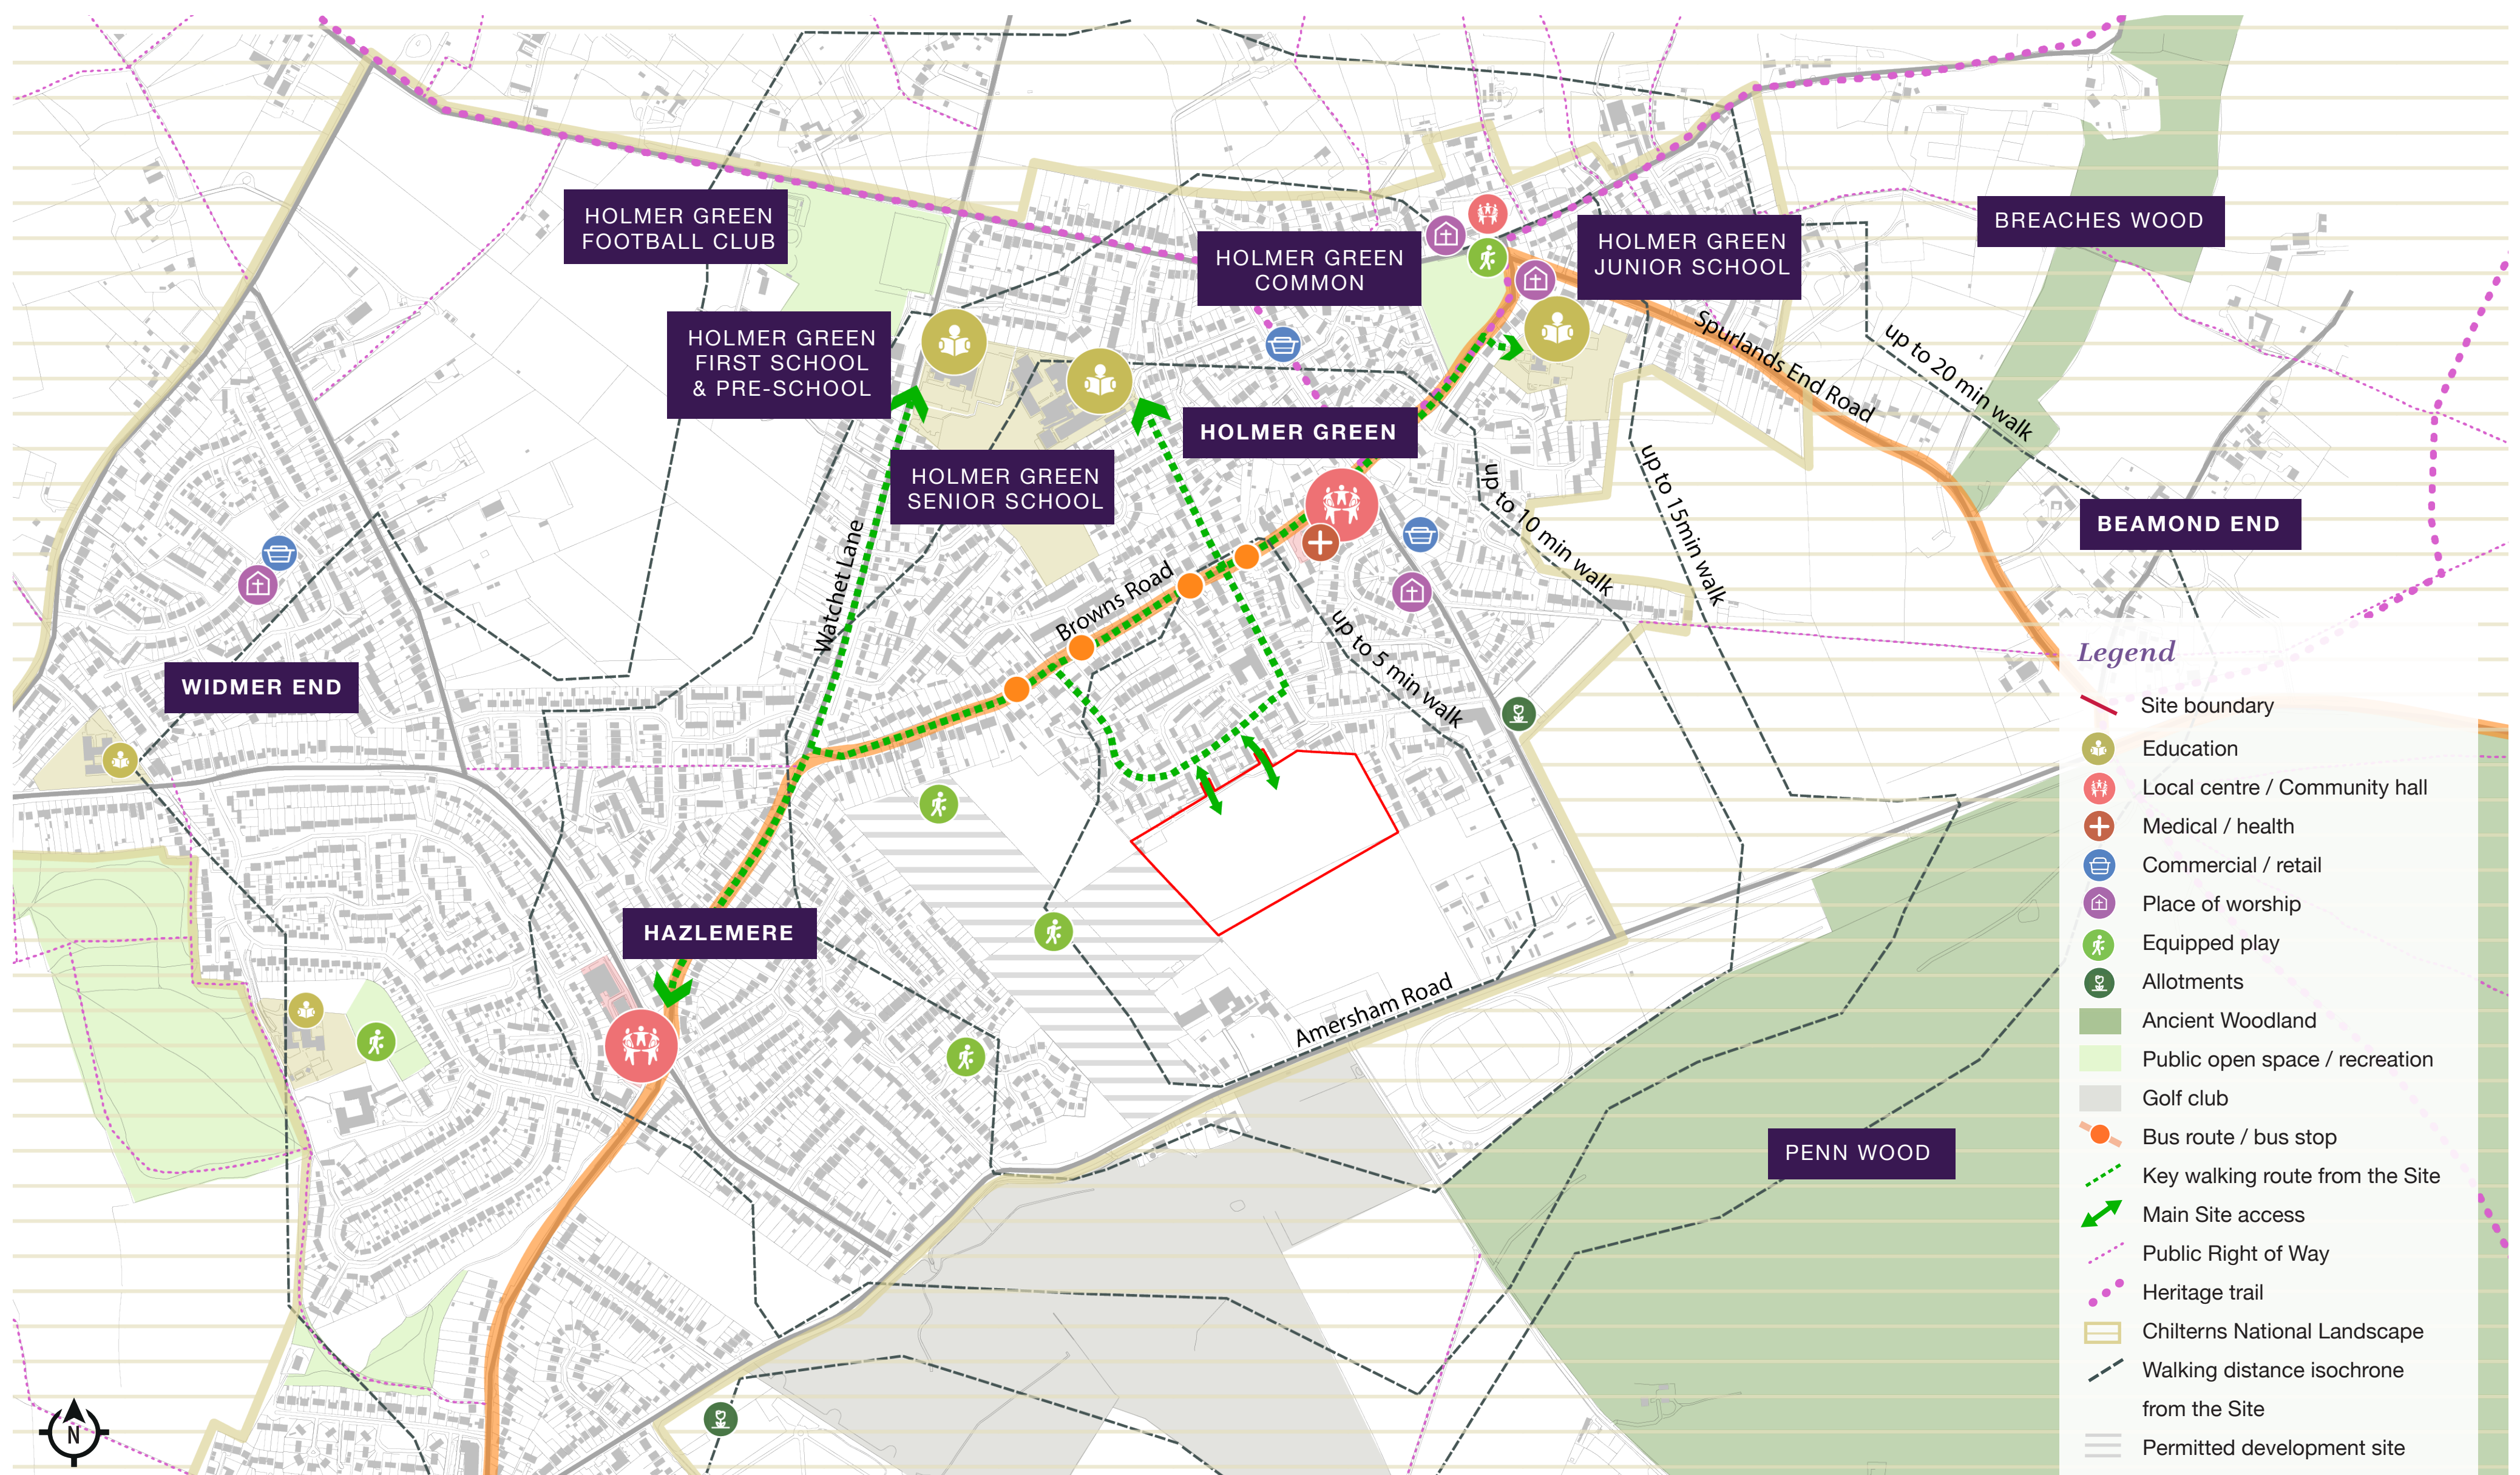 HOLMER GREEN
FOOTBALL CLUB
HOLMER GREEN
FIRST SCHOOL
& PRE-SCHOOL
HOLMER GREEN
SENIOR SCHOOL
HOLMER GREEN
COMMON
HOLMER GREEN
JUNIOR SCHOOL
BREACHES WOOD
HOLMER GREEN
BEAMOND END
WIDMER END
HAZLEMERE
PENN WOOD
Spurlands End Road
up to 20 min walk
up to 15min walk
up to 10 min walk
up to 5 min walk
Watchet Lane
Browns Road
Amersham Road
N
Legend
Site boundary
Education
Local centre / Community hall
Medical / health
Commercial / retail
Place of worship
Equipped play
Allotments
Ancient Woodland
Public open space / recreation
Golf club
Bus route / bus stop
Key walking route from the Site
Main Site access
Public Right of Way
Heritage trail
Chilterns National Landscape
Walking distance isochrone
from the Site
Permitted development site